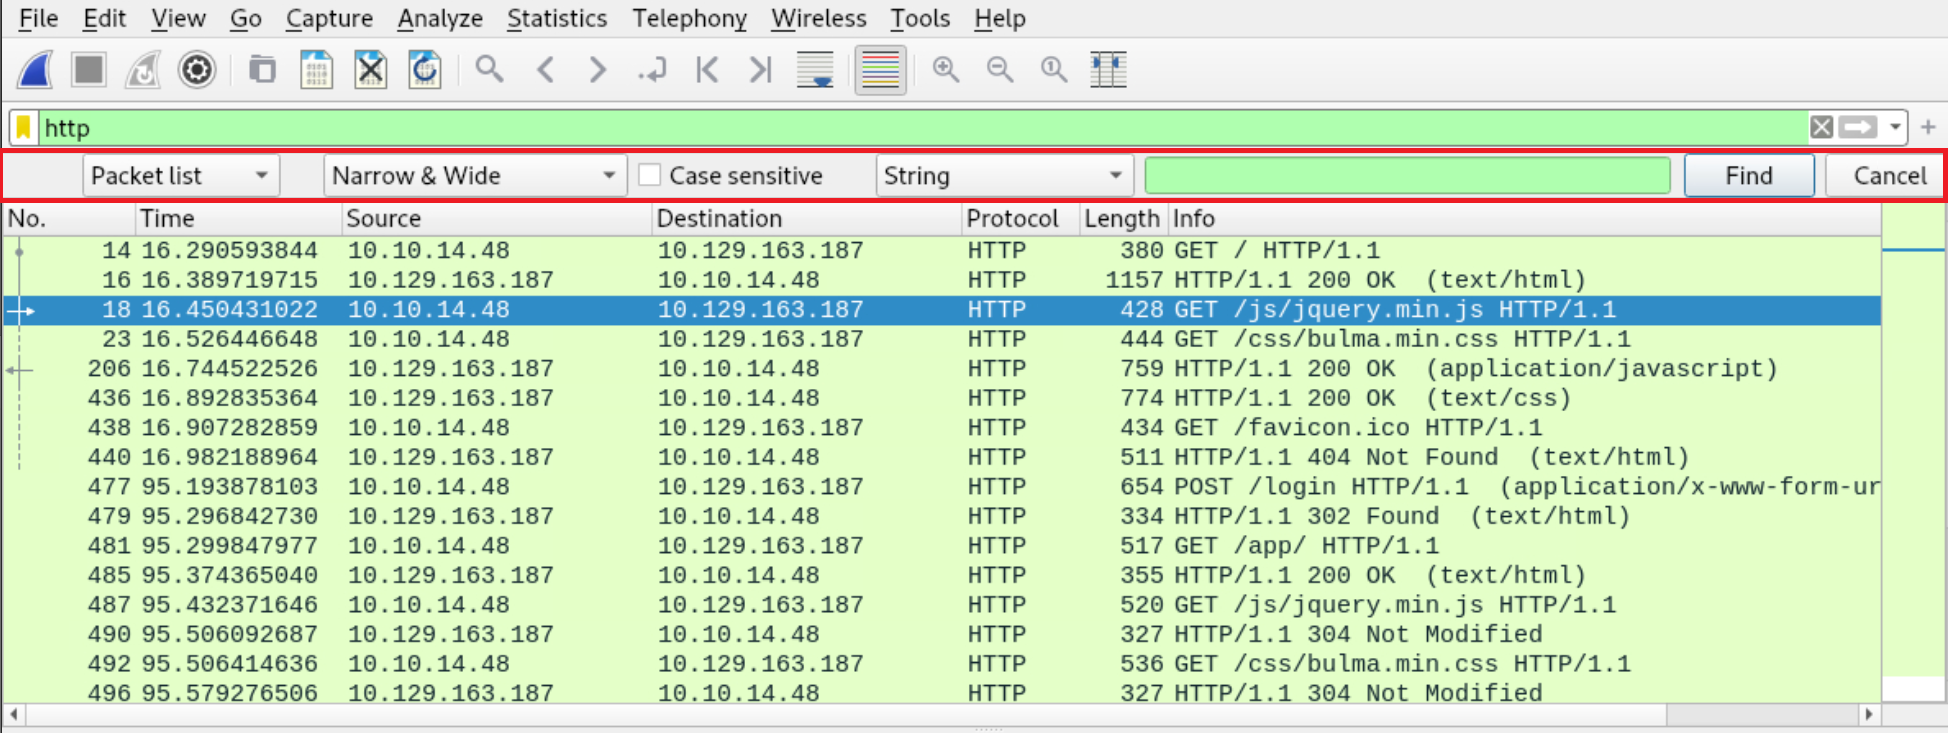 File Edit View Go Capture Analyze Statistics Telephony Wireless Tools Help
http
Packet list Narrow & Wide Case sensitive String Find Cancel
No. Time Source Destination Protocol Length Info
14 16.290593844 10.10.14.48 10.129.163.187 HTTP 380 GET / HTTP/1.1
16 16.389719715 10.129.163.187 10.10.14.48 HTTP 1157 HTTP/1.1 200 OK (text/html)
18 16.450431022 10.10.14.48 10.129.163.187 HTTP 428 GET /js/jquery.min.js HTTP/1.1
23 16.526446648 10.10.14.48 10.129.163.187 HTTP 444 GET /css/bulma.min.css HTTP/1.1
206 16.744522526 10.129.163.187 10.10.14.48 HTTP 759 HTTP/1.1 200 OK (application/javascript)
436 16.892835364 10.129.163.187 10.10.14.48 HTTP 774 HTTP/1.1 200 OK (text/css)
438 16.907282859 10.10.14.48 10.129.163.187 HTTP 434 GET /favicon.ico HTTP/1.1
440 16.982188964 10.129.163.187 10.10.14.48 HTTP 511 HTTP/1.1 404 Not Found (text/html)
477 95.193878103 10.10.14.48 10.129.163.187 HTTP 654 POST /login HTTP/1.1 (application/x-www-form-ur
479 95.296842730 10.129.163.187 10.10.14.48 HTTP 334 HTTP/1.1 302 Found (text/html)
481 95.299847977 10.10.14.48 10.129.163.187 HTTP 517 GET /app/ HTTP/1.1
485 95.374365040 10.129.163.187 10.10.14.48 HTTP 355 HTTP/1.1 200 OK (text/html)
487 95.432371646 10.10.14.48 10.129.163.187 HTTP 520 GET /js/jquery.min.js HTTP/1.1
490 95.506092687 10.129.163.187 10.10.14.48 HTTP 327 HTTP/1.1 304 Not Modified
492 95.506414636 10.10.14.48 10.129.163.187 HTTP 536 GET /css/bulma.min.css HTTP/1.1
496 95.579276506 10.129.163.187 10.10.14.48 HTTP 327 HTTP/1.1 304 Not Modified